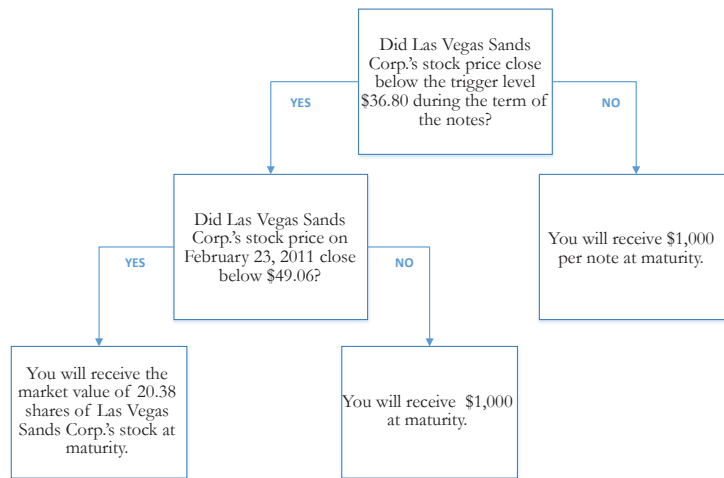 Did Las Vegas Sands
Corp.'s stock price close
below the trigger level
$36.80 during the term of
the notes?
YES
NO
Did Las Vegas Sands
Corp.'s stock price on
February 23, 2011 close
below $49.06?
You will receive $1,000
per note at maturity.
YES
NO
You will receive the
market value of 20.38
shares of Las Vegas
Sands Corp.'s stock at
maturity.
You will receive $1,000
at maturity.